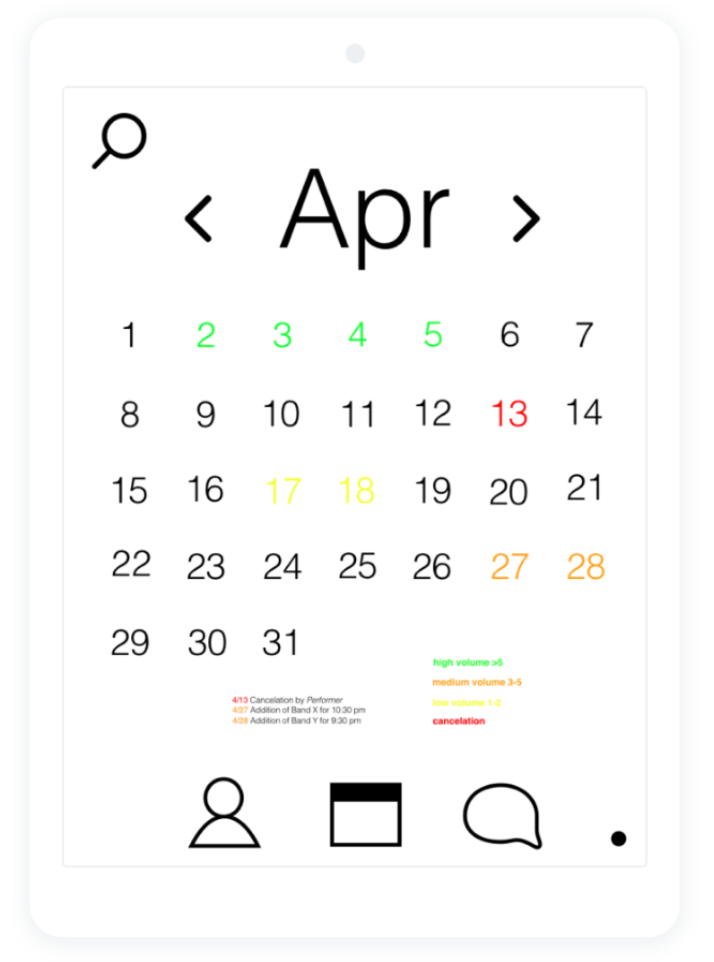 Apr
1 2 3 4 5 6 7
8 9 10 11 12 13 14
15 16 17 18 19 20 21
22 23 24 25 26 27 28
29 30 31
high volume >5
medium volume 3-5
low volume 1-2
cancelation
4/13 Cancelation by Performer
4/27 Addition of Band X for 10:30 pm
4/28 Addition of Band Y for 9:30 pm